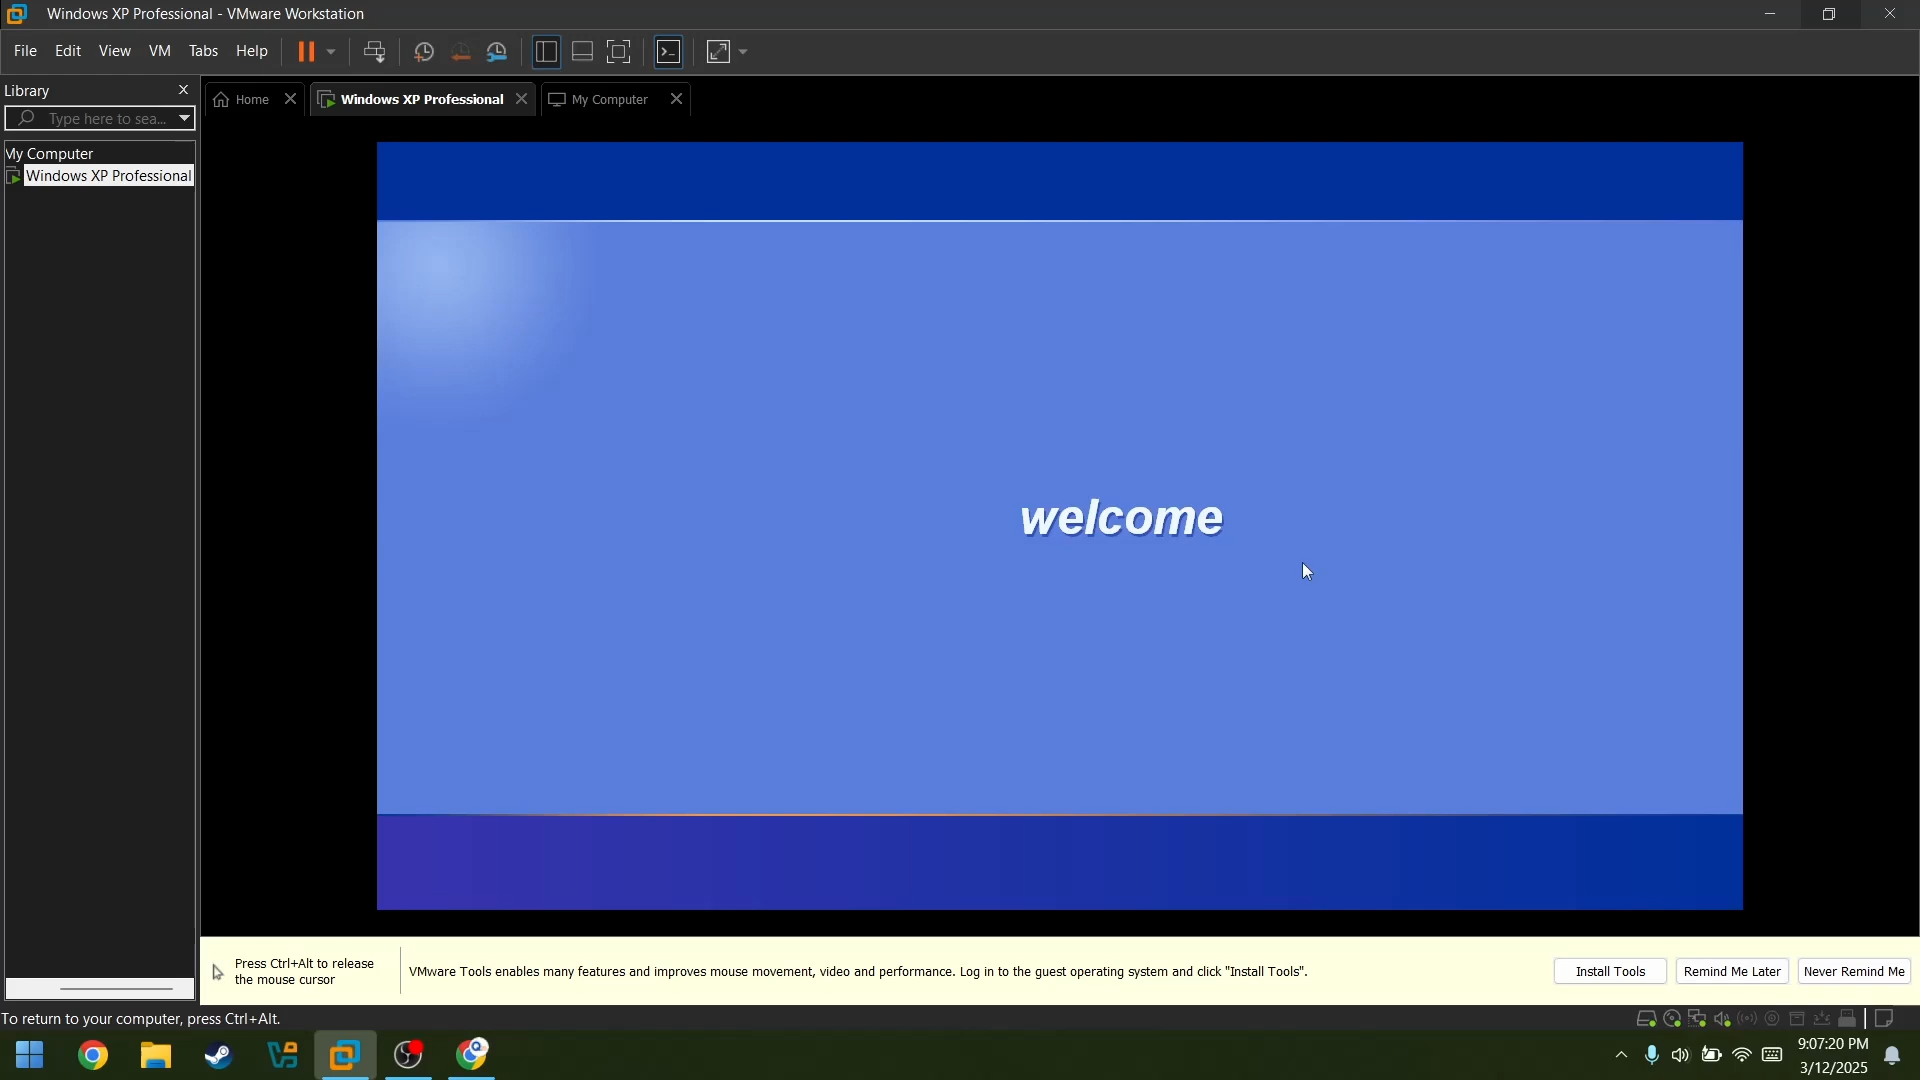 Windows XP Professional - VMware Workstation
File Edit View VM Tabs Help
Library
Home Windows XP Professional My Computer
Type here to sea...
My Computer
Windows XP Professional
welcome
Press Ctrl+Alt to release
the mouse cursor
VMware Tools enables many features and improves mouse movement, video and performance. Log in to the guest operating system and click "Install Tools".
Install Tools Remind Me Later Never Remind Me
To return to your computer, press Ctrl+Alt.
9:07:20 PM
3/12/2025